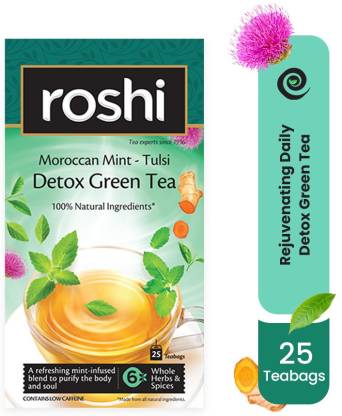 roshi
Tea experts since 1936
Moroccan Mint - Tulsi
Detox Green Tea
100% Natural Ingredients*
25
Teabags
A refreshing mint-infused
blend to purify the body
and soul
6 Whole
Herbs &
Spices
CONTAINS LOW CAFFEINE
*Made from all natural ingredients.
Rejuvenating Daily
Detox Green Tea
25
Teabags